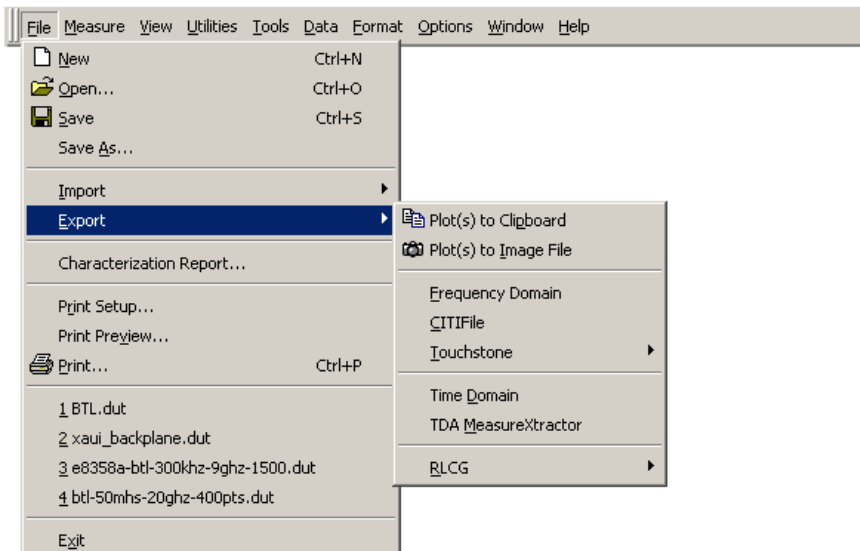 File Measure View Utilities Tools Data Format Options Window Help
New Ctrl+N
Open... Ctrl+O
Save Ctrl+S
Save As...
Import
Export
Characterization Report...
Print Setup...
Print Preview...
Print... Ctrl+P
1 BTL.dut
2 xaui_backplane.dut
3 e8358a-btl-300khz-9ghz-1500.dut
4 btl-50mhs-20ghz-400pts.dut
Exit
Plot(s) to Clipboard
Plot(s) to Image File
Frequency Domain
CITIFile
Touchstone
Time Domain
TDA MeasureXtractor
RLCG